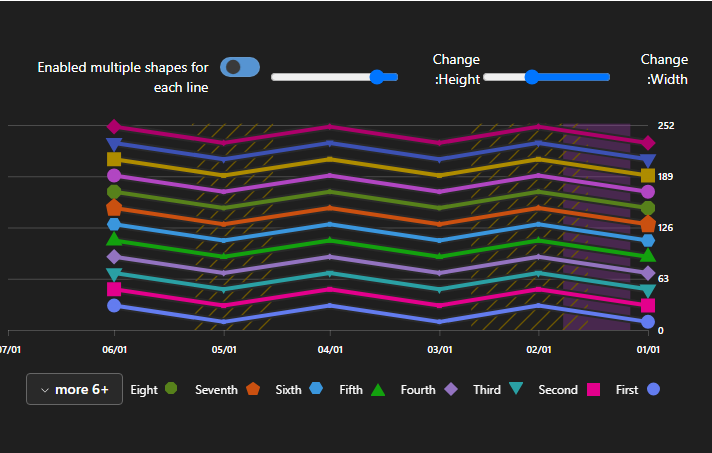 Enabled multiple shapes for
each line
Change
:Height
Change
:Width
252
189
126
63
0
07/01 06/01 05/01 04/01 03/01 02/01 01/01
more 6+ Eight Seventh Sixth Fifth Fourth Third Second First